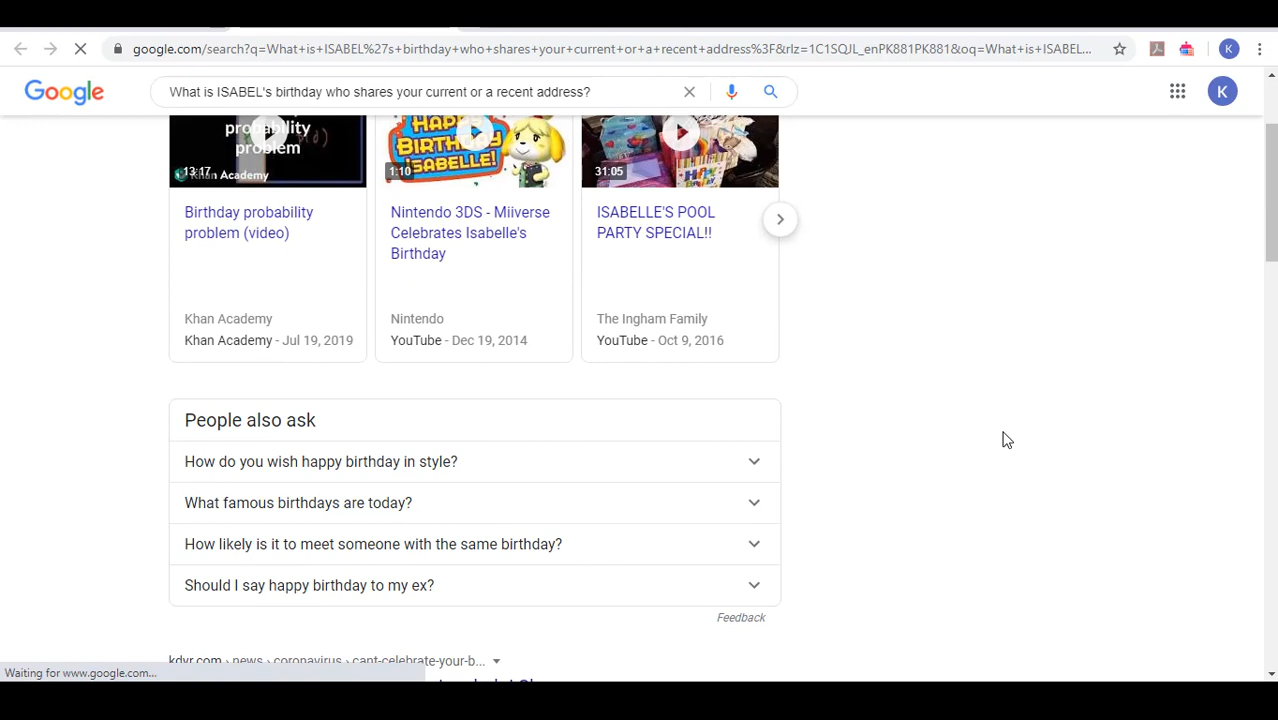 google.com/search?q=What+is+ISABEL%27s+birthday+who+shares+your+current+or+a+recent+address%3F&rlz=1C1SQJL_enPK881PK881&oq=What+is+ISABEL...
K
Google
What is ISABEL's birthday who shares your current or a recent address?
K
probability
problem
13:17
Khan Academy
HAPPY
BIRTHDAY
ISABELLE!
1:10
31:05
Birthday probability
problem (video)
Khan Academy
Khan Academy - Jul 19, 2019
Nintendo 3DS - Miiverse
Celebrates Isabelle's
Birthday
Nintendo
YouTube - Dec 19, 2014
ISABELLE'S POOL
PARTY SPECIAL!!
The Ingham Family
YouTube - Oct 9, 2016
People also ask
How do you wish happy birthday in style?
What famous birthdays are today?
How likely is it to meet someone with the same birthday?
Should I say happy birthday to my ex?
Feedback
kdvr.com › news › coronavirus › cant-celebrate-your-b...
Waiting for www.google.com...